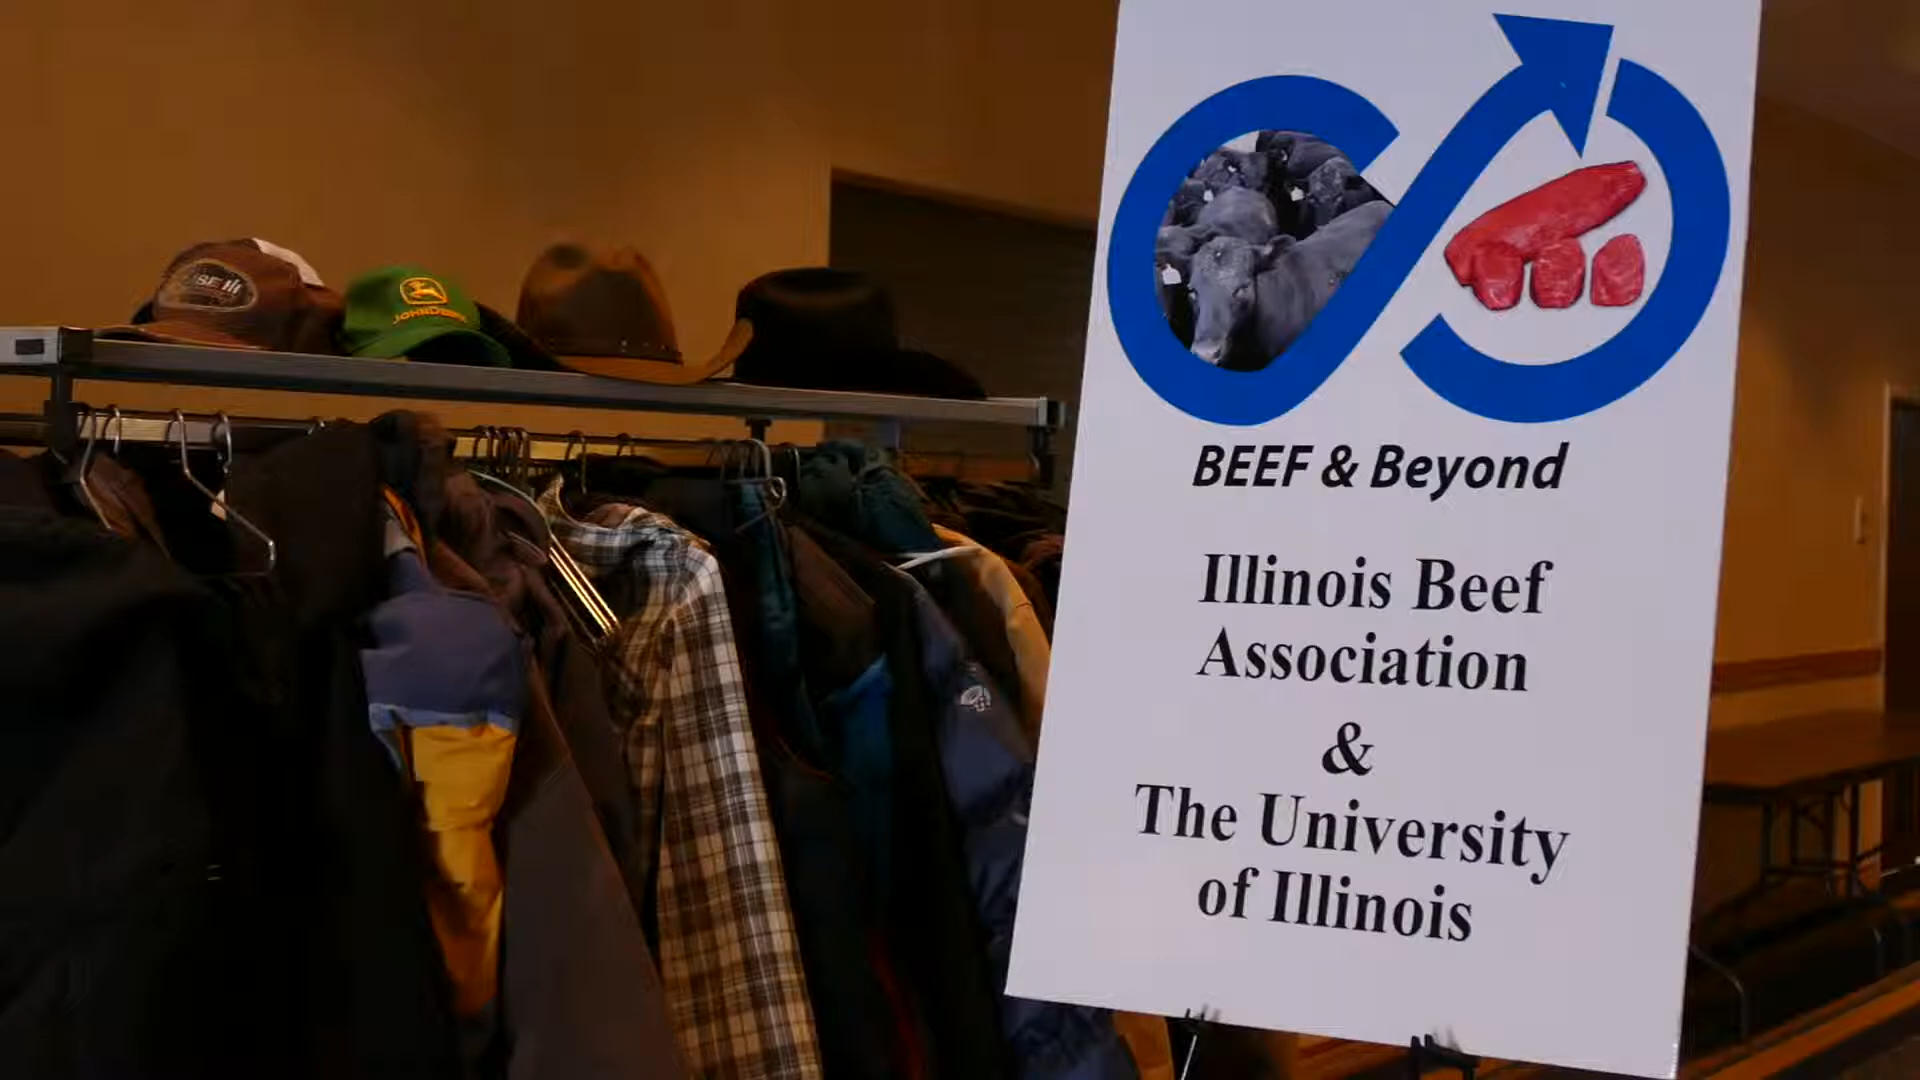 JOHN DEERE
BEEF & Beyond
Illinois Beef
Association
&
The University
of Illinois